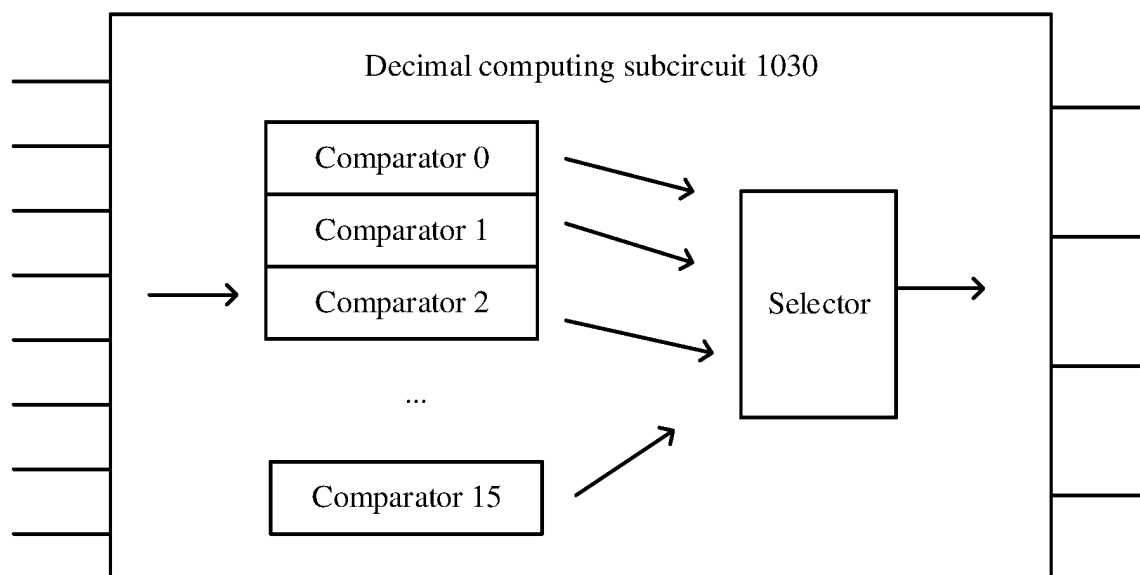 Decimal computing subcircuit 1030
Comparator 0
Comparator 1
Comparator 2
...
Comparator 15
Selector